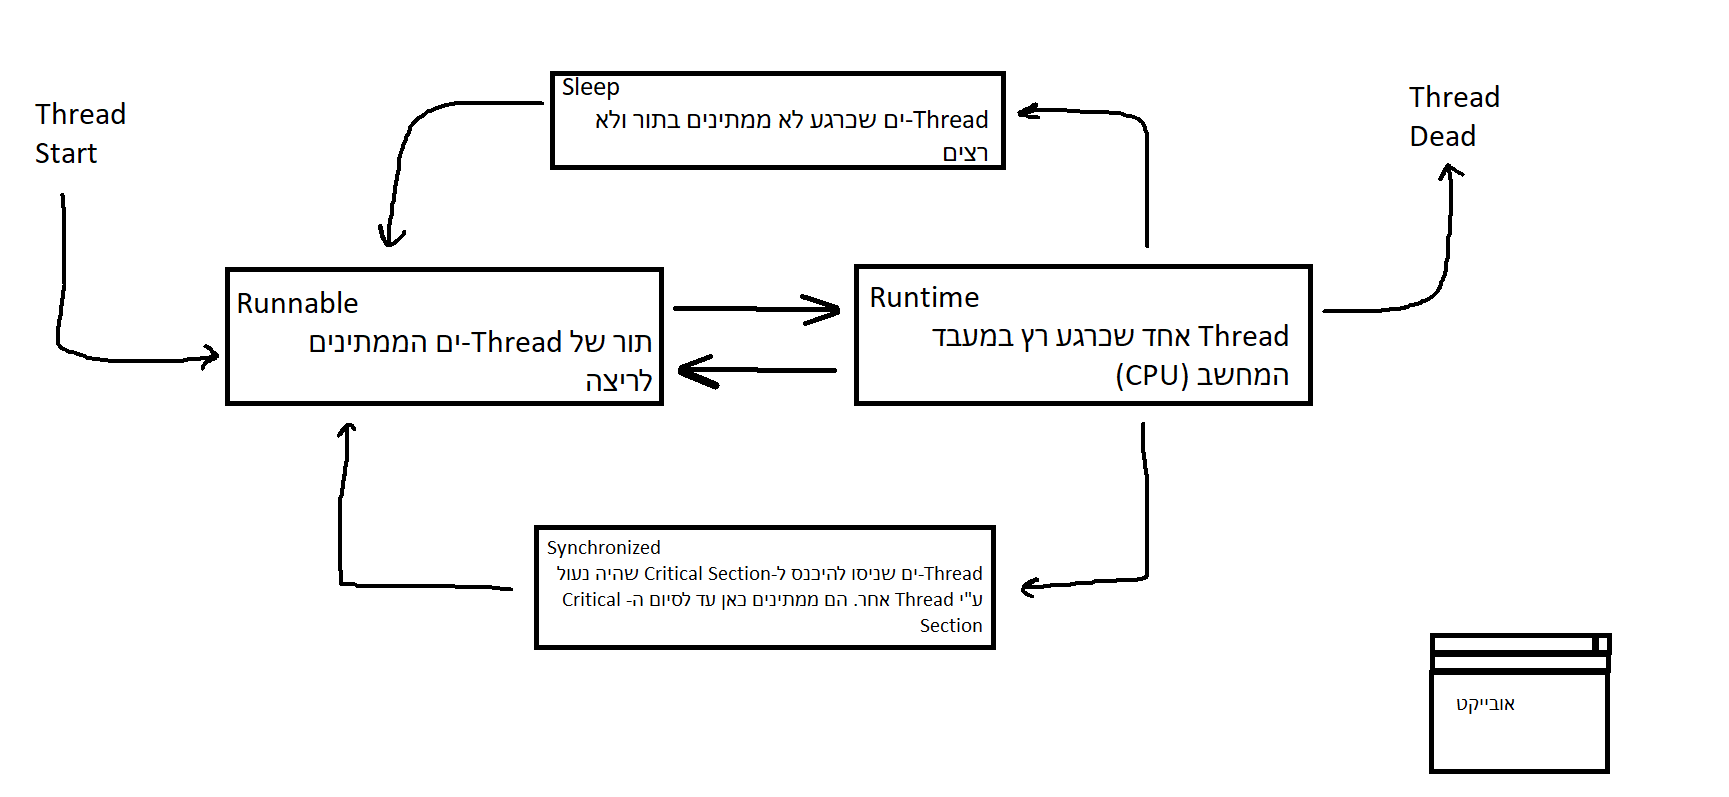 Thread
Start
Sleep
Thread-ים שכרגע לא ממתינים בתור ולא
רצים
Thread
Dead
Runnable
תור של Thread-ים הממתינים
לריצה
Runtime
Thread אחד שכרגע רץ במעבד
המחשב (CPU)
Synchronized
Thread-ים שניסו להיכנס ל-Critical Section שהיה נעול
ע"י Thread אחר. הם ממתינים כאן עד לסיום ה- Critical
Section
אובייקט